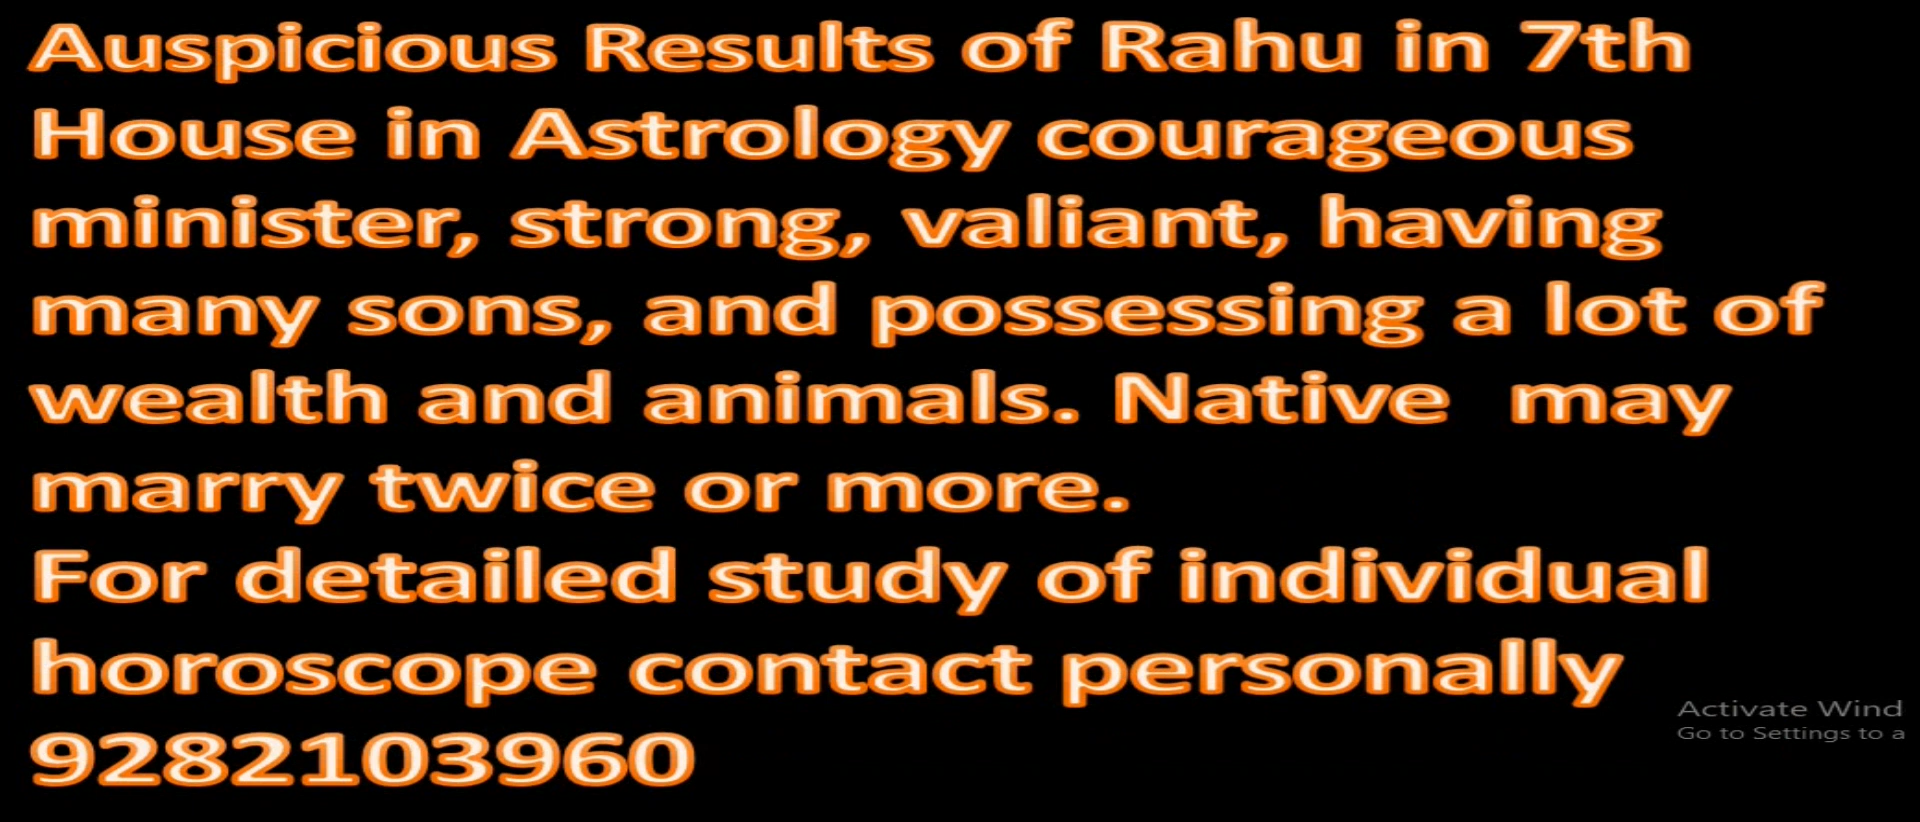 Auspicious Results of Rahu in 7th
House in Astrology courageous
minister, strong, valiant, having
many sons, and possessing a lot of
wealth and animals. Native  may
marry twice or more.
For detailed study of individual
horoscope contact personally
9282103960
Activate Wind
Go to Settings to a